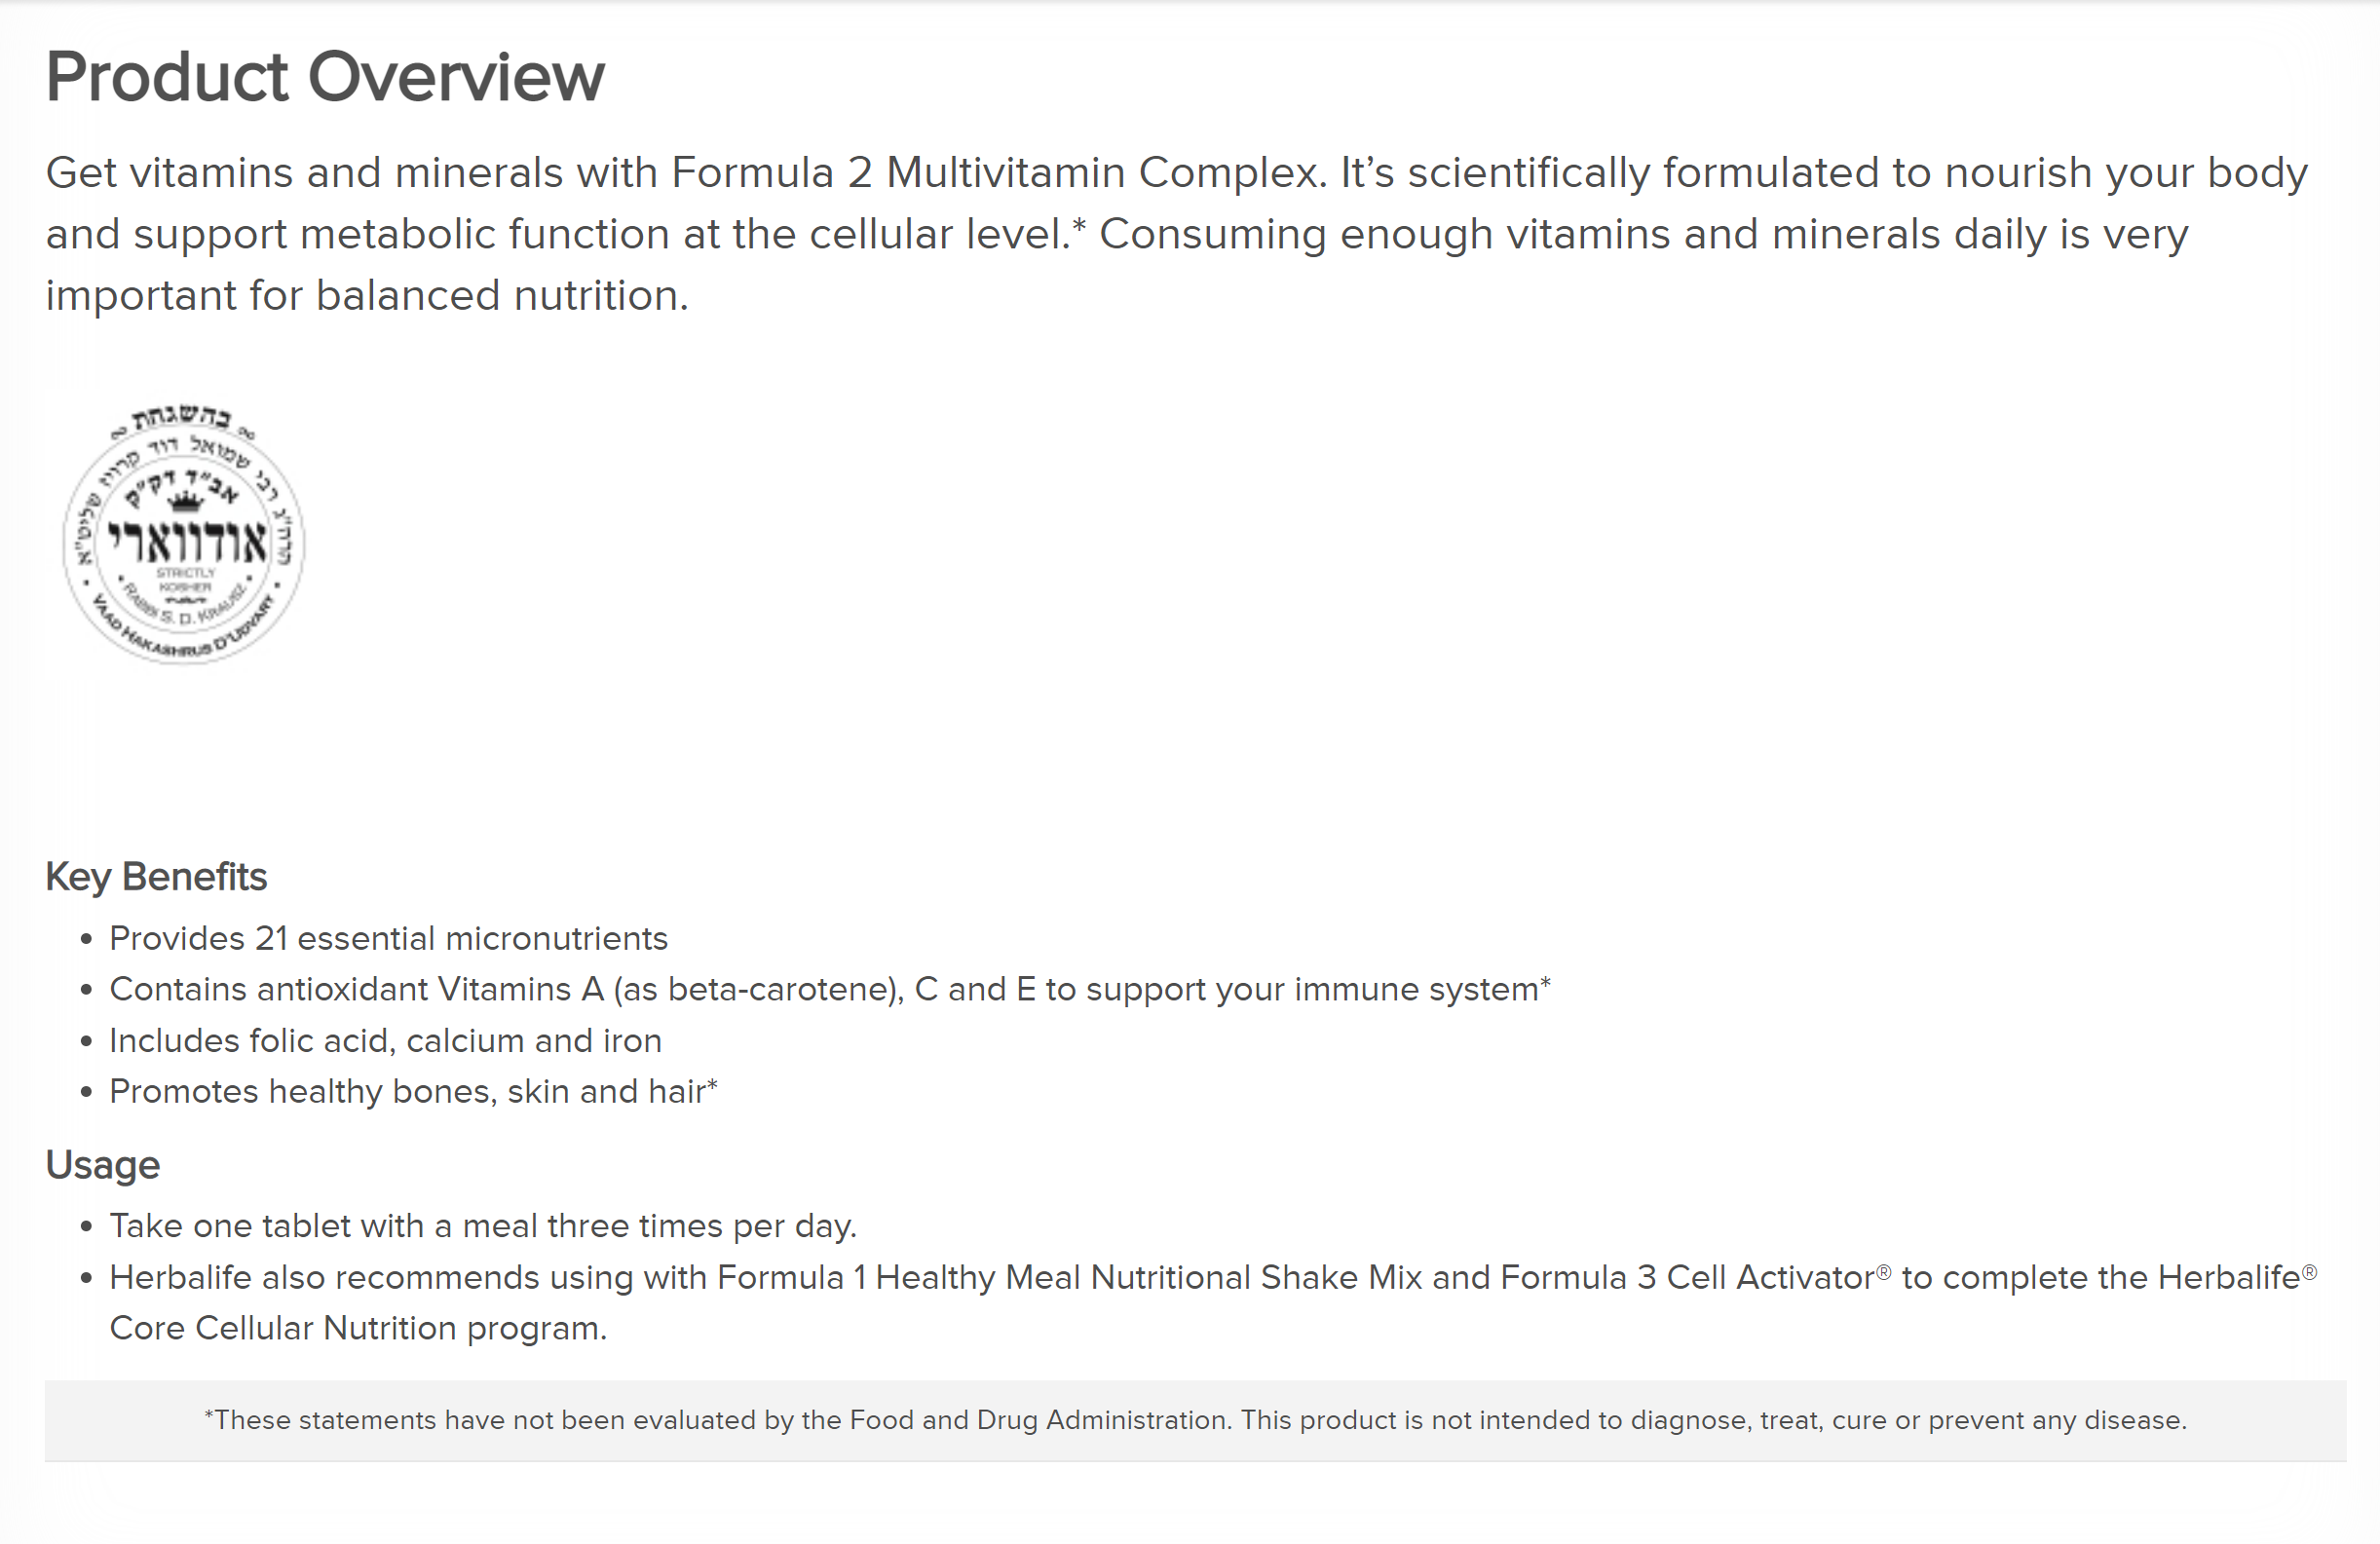 Product Overview
Get vitamins and minerals with Formula 2 Multivitamin Complex. It’s scientifically formulated to nourish your body
and support metabolic function at the cellular level.* Consuming enough vitamins and minerals daily is very
important for balanced nutrition.
בהשגחת
הרה"ג רבי שמואל דוד קרויז שליט"א
אב"ד דק"ק
אודווארי
STRICTLY
KOSHER
RABBI S. D. KRAUSZ
VAAD HAKASHRUS D'UDVARY
Key Benefits
• Provides 21 essential micronutrients
• Contains antioxidant Vitamins A (as beta-carotene), C and E to support your immune system*
• Includes folic acid, calcium and iron
• Promotes healthy bones, skin and hair*
Usage
• Take one tablet with a meal three times per day.
• Herbalife also recommends using with Formula 1 Healthy Meal Nutritional Shake Mix and Formula 3 Cell Activator® to complete the Herbalife®
Core Cellular Nutrition program.
*These statements have not been evaluated by the Food and Drug Administration. This product is not intended to diagnose, treat, cure or prevent any disease.